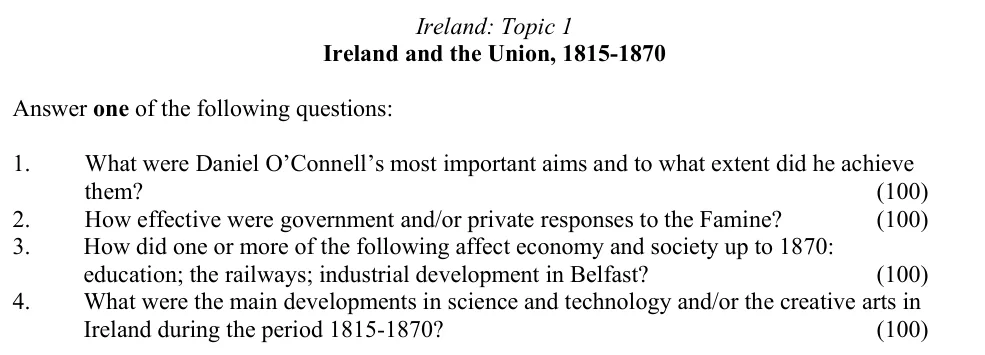 Ireland: Topic 1
Ireland and the Union, 1815-1870
Answer one of the following questions:
1. What were Daniel O’Connell’s most important aims and to what extent did he achieve
them? (100)
2. How effective were government and/or private responses to the Famine? (100)
3. How did one or more of the following affect economy and society up to 1870:
education; the railways; industrial development in Belfast? (100)
4. What were the main developments in science and technology and/or the creative arts in
Ireland during the period 1815-1870? (100)